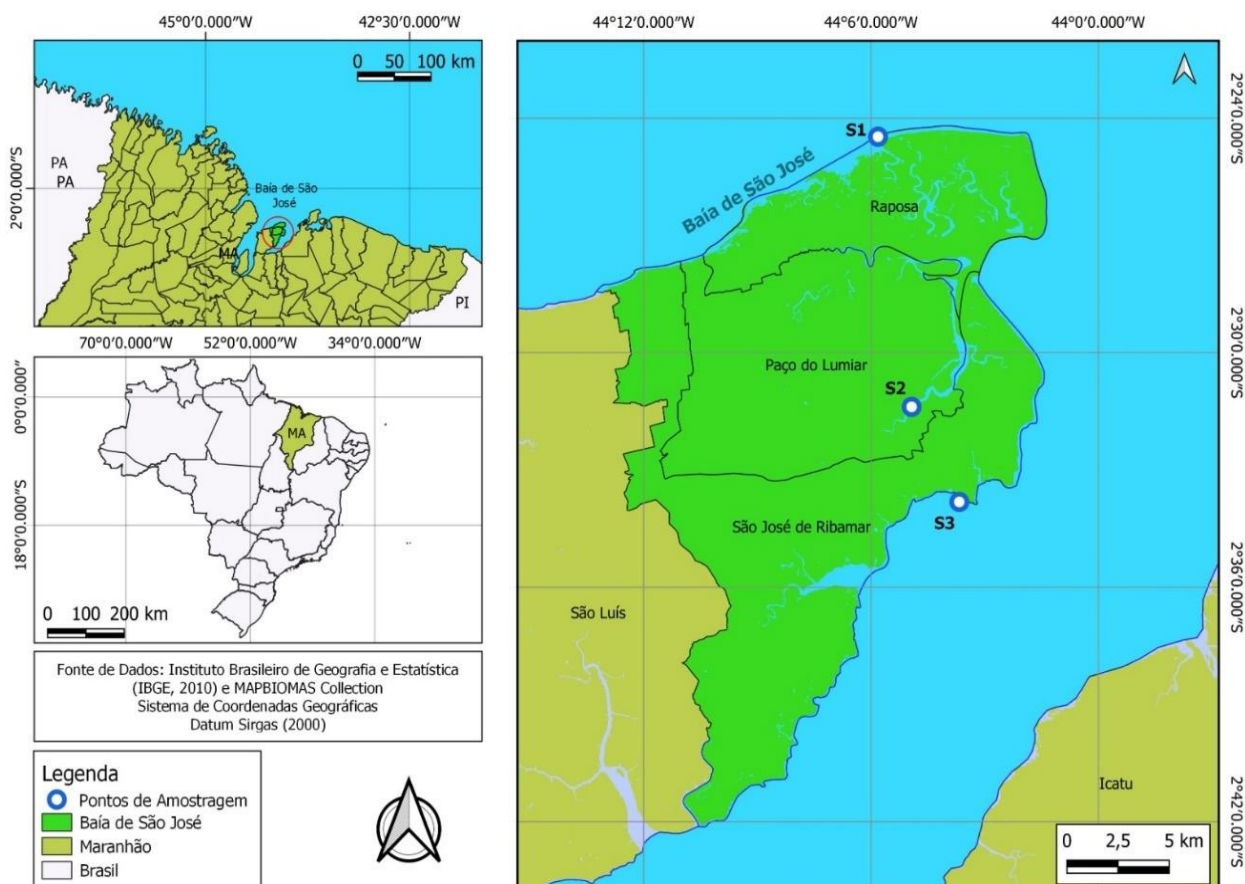 45°0'0.000"W
42°30'0.000"W
0 50 100 km
2°0'0.000"S
PA
PA
Baía de São
José
MA
PI
70°0'0.000"W
52°0'0.000"W
34°0'0.000"W
0°0'0.000"
18°0'0.000"S
MA
0 100 200 km
Fonte de Dados: Instituto Brasileiro de Geografia e Estatística
(IBGE, 2010) e MAPBIOMAS Collection
Sistema de Coordenadas Geográficas
Datum Sirgas (2000)
Legenda
Pontos de Amostragem
Baía de São José
Maranhão
Brasil
44°12'0.000"W
44°6'0.000"W
44°0'0.000"W
2°24'0.000"S
2°30'0.000"S
2°36'0.000"S
2°42'0.000"S
S1
Baía de São José
Raposa
Paço do Lumiar
S2
S3
São José de Ribamar
São Luís
Icatu
0 2,5 5 km